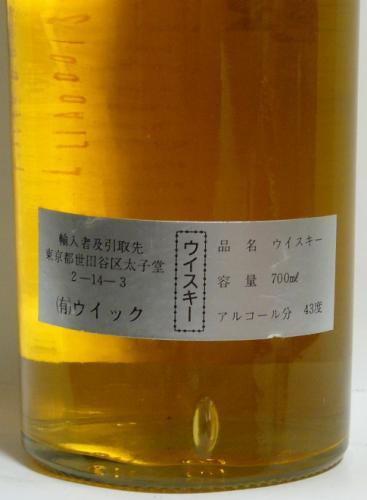 輸入者及引取先
東京都世田谷区太子堂
2―14―3
(有)ウイック
ウイスキー
品名 ウイスキー
容量 700ml
アルコール分 43度